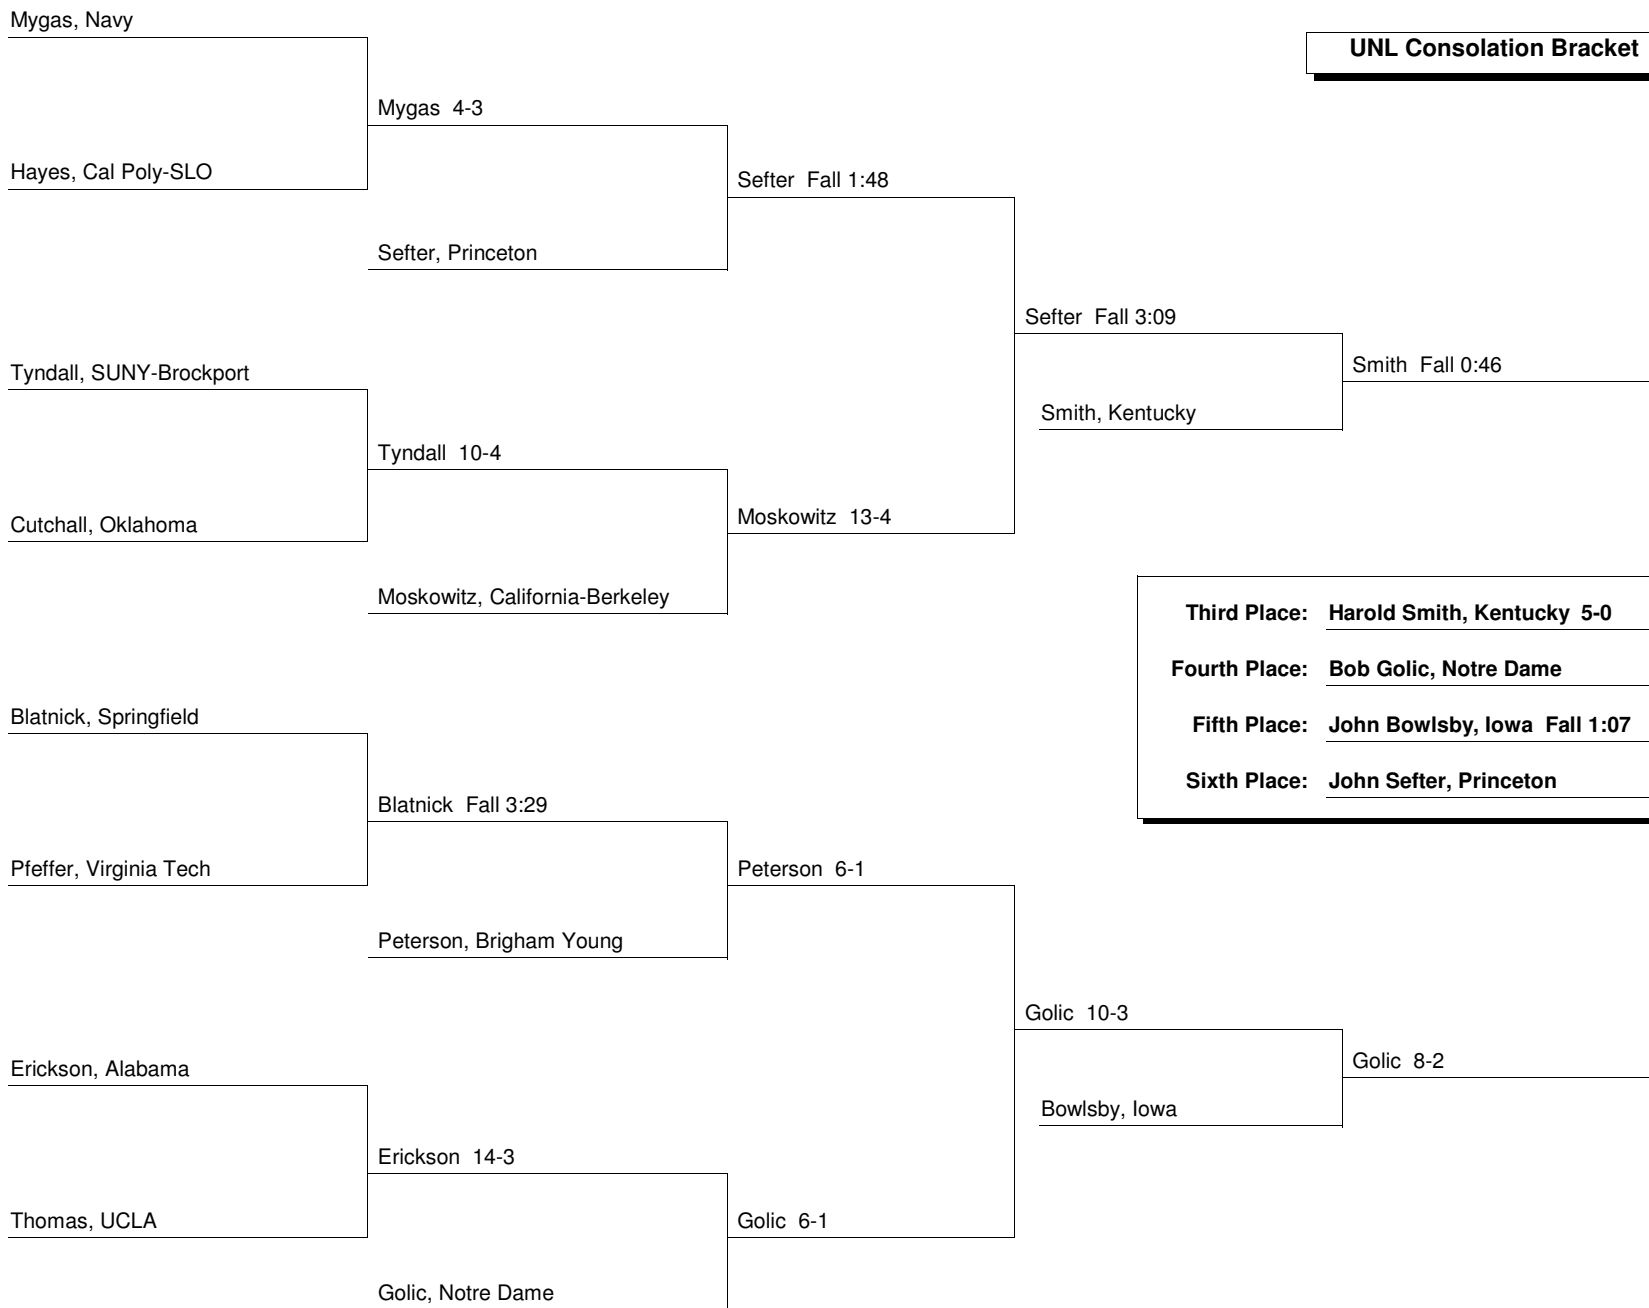 Mygas, Navy
UNL Consolation Bracket
Mygas 4-3
Hayes, Cal Poly-SLO
Sefter Fall 1:48
Sefter, Princeton
Sefter Fall 3:09
Tyndall, SUNY-Brockport
Smith Fall 0:46
Smith, Kentucky
Tyndall 10-4
Cutchall, Oklahoma
Moskowitz 13-4
Moskowitz, California-Berkeley
Third Place: Harold Smith, Kentucky 5-0
Fourth Place: Bob Golic, Notre Dame
Fifth Place: John Bowlsby, Iowa Fall 1:07
Sixth Place: John Sefter, Princeton
Blatnick, Springfield
Blatnick Fall 3:29
Pfeffer, Virginia Tech
Peterson 6-1
Peterson, Brigham Young
Golic 10-3
Erickson, Alabama
Golic 8-2
Bowlsby, Iowa
Erickson 14-3
Thomas, UCLA
Golic 6-1
Golic, Notre Dame